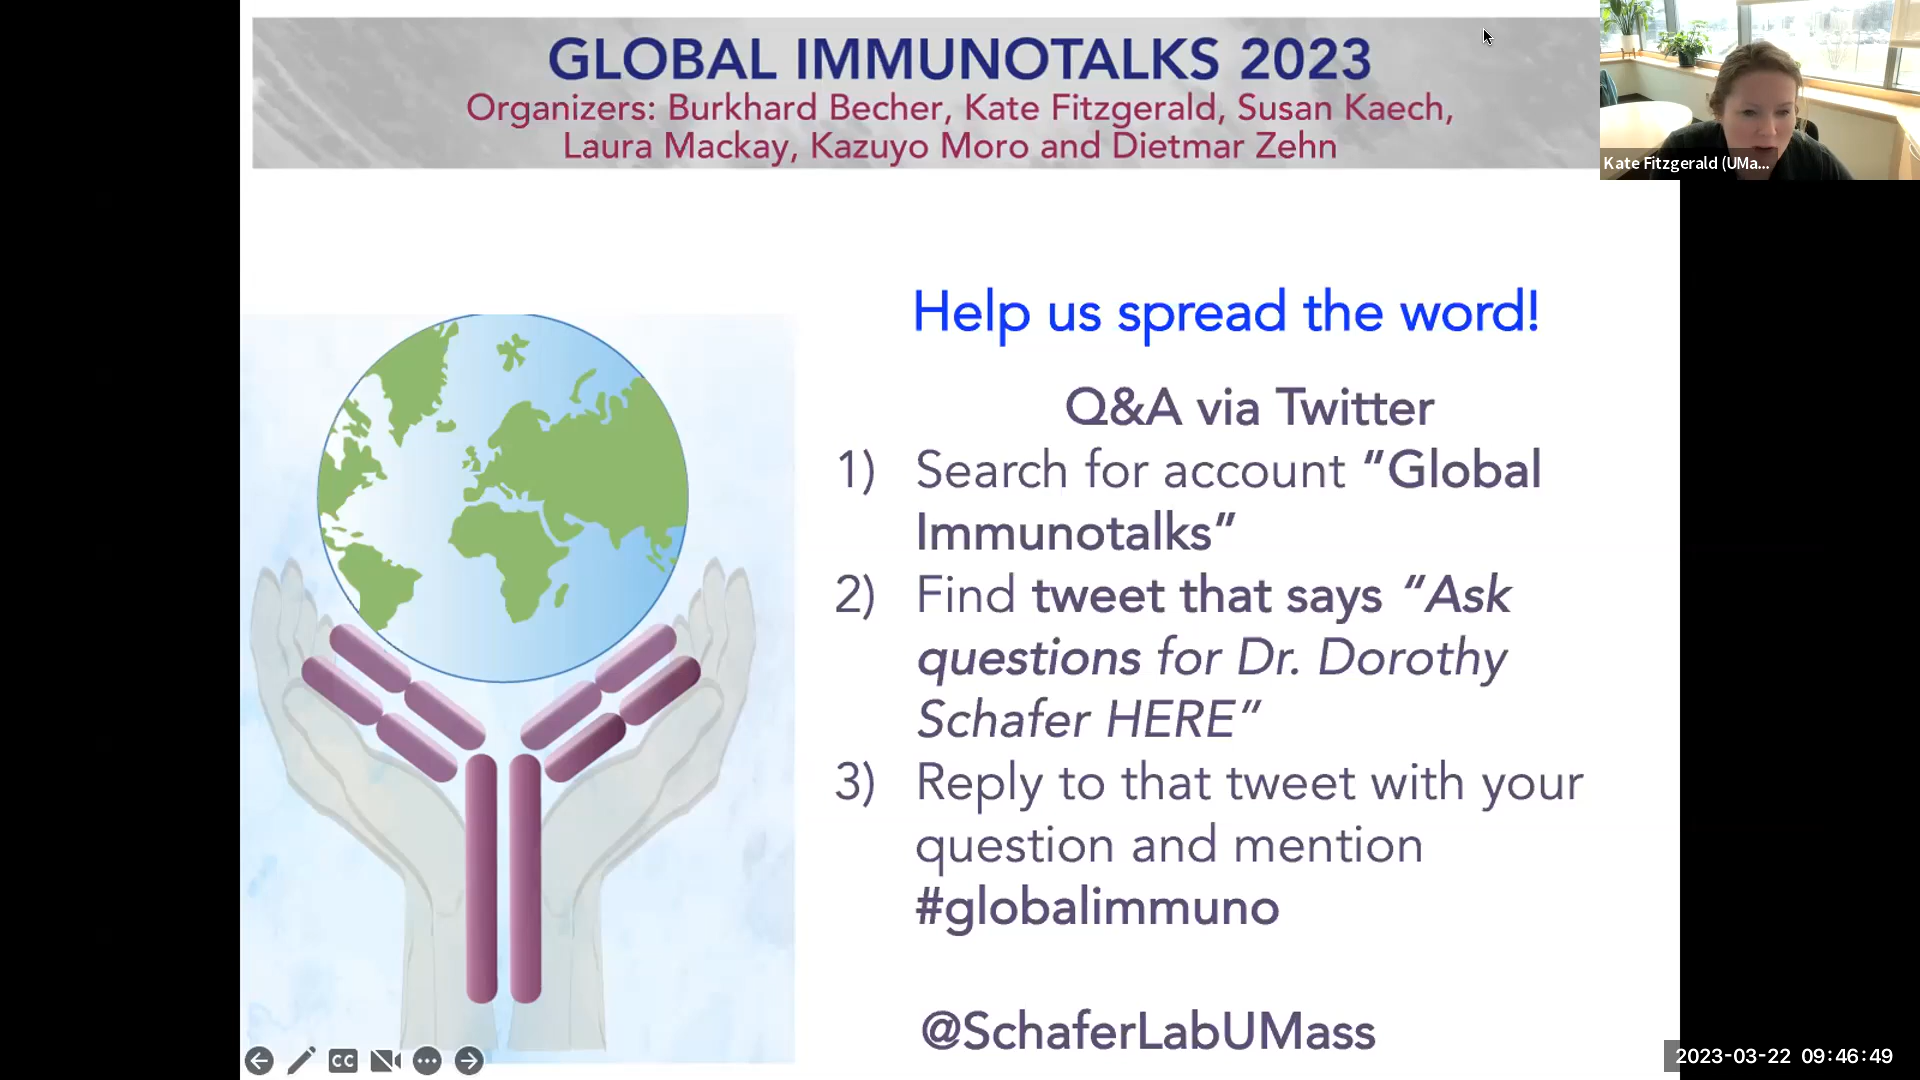 GLOBAL IMMUNOTALKS 2023
Organizers: Burkhard Becher, Kate Fitzgerald, Susan Kaech,
Laura Mackay, Kazuyo Moro and Dietmar Zehn
Kate Fitzgerald (UMa...
Help us spread the word!
Q&A via Twitter
1) Search for account “Global
Immunotalks”
2) Find tweet that says “Ask
questions for Dr. Dorothy
Schafer HERE”
3) Reply to that tweet with your
question and mention
#globalimmuno
@SchaferLabUMass
CC
2023-03-22 09:46:49